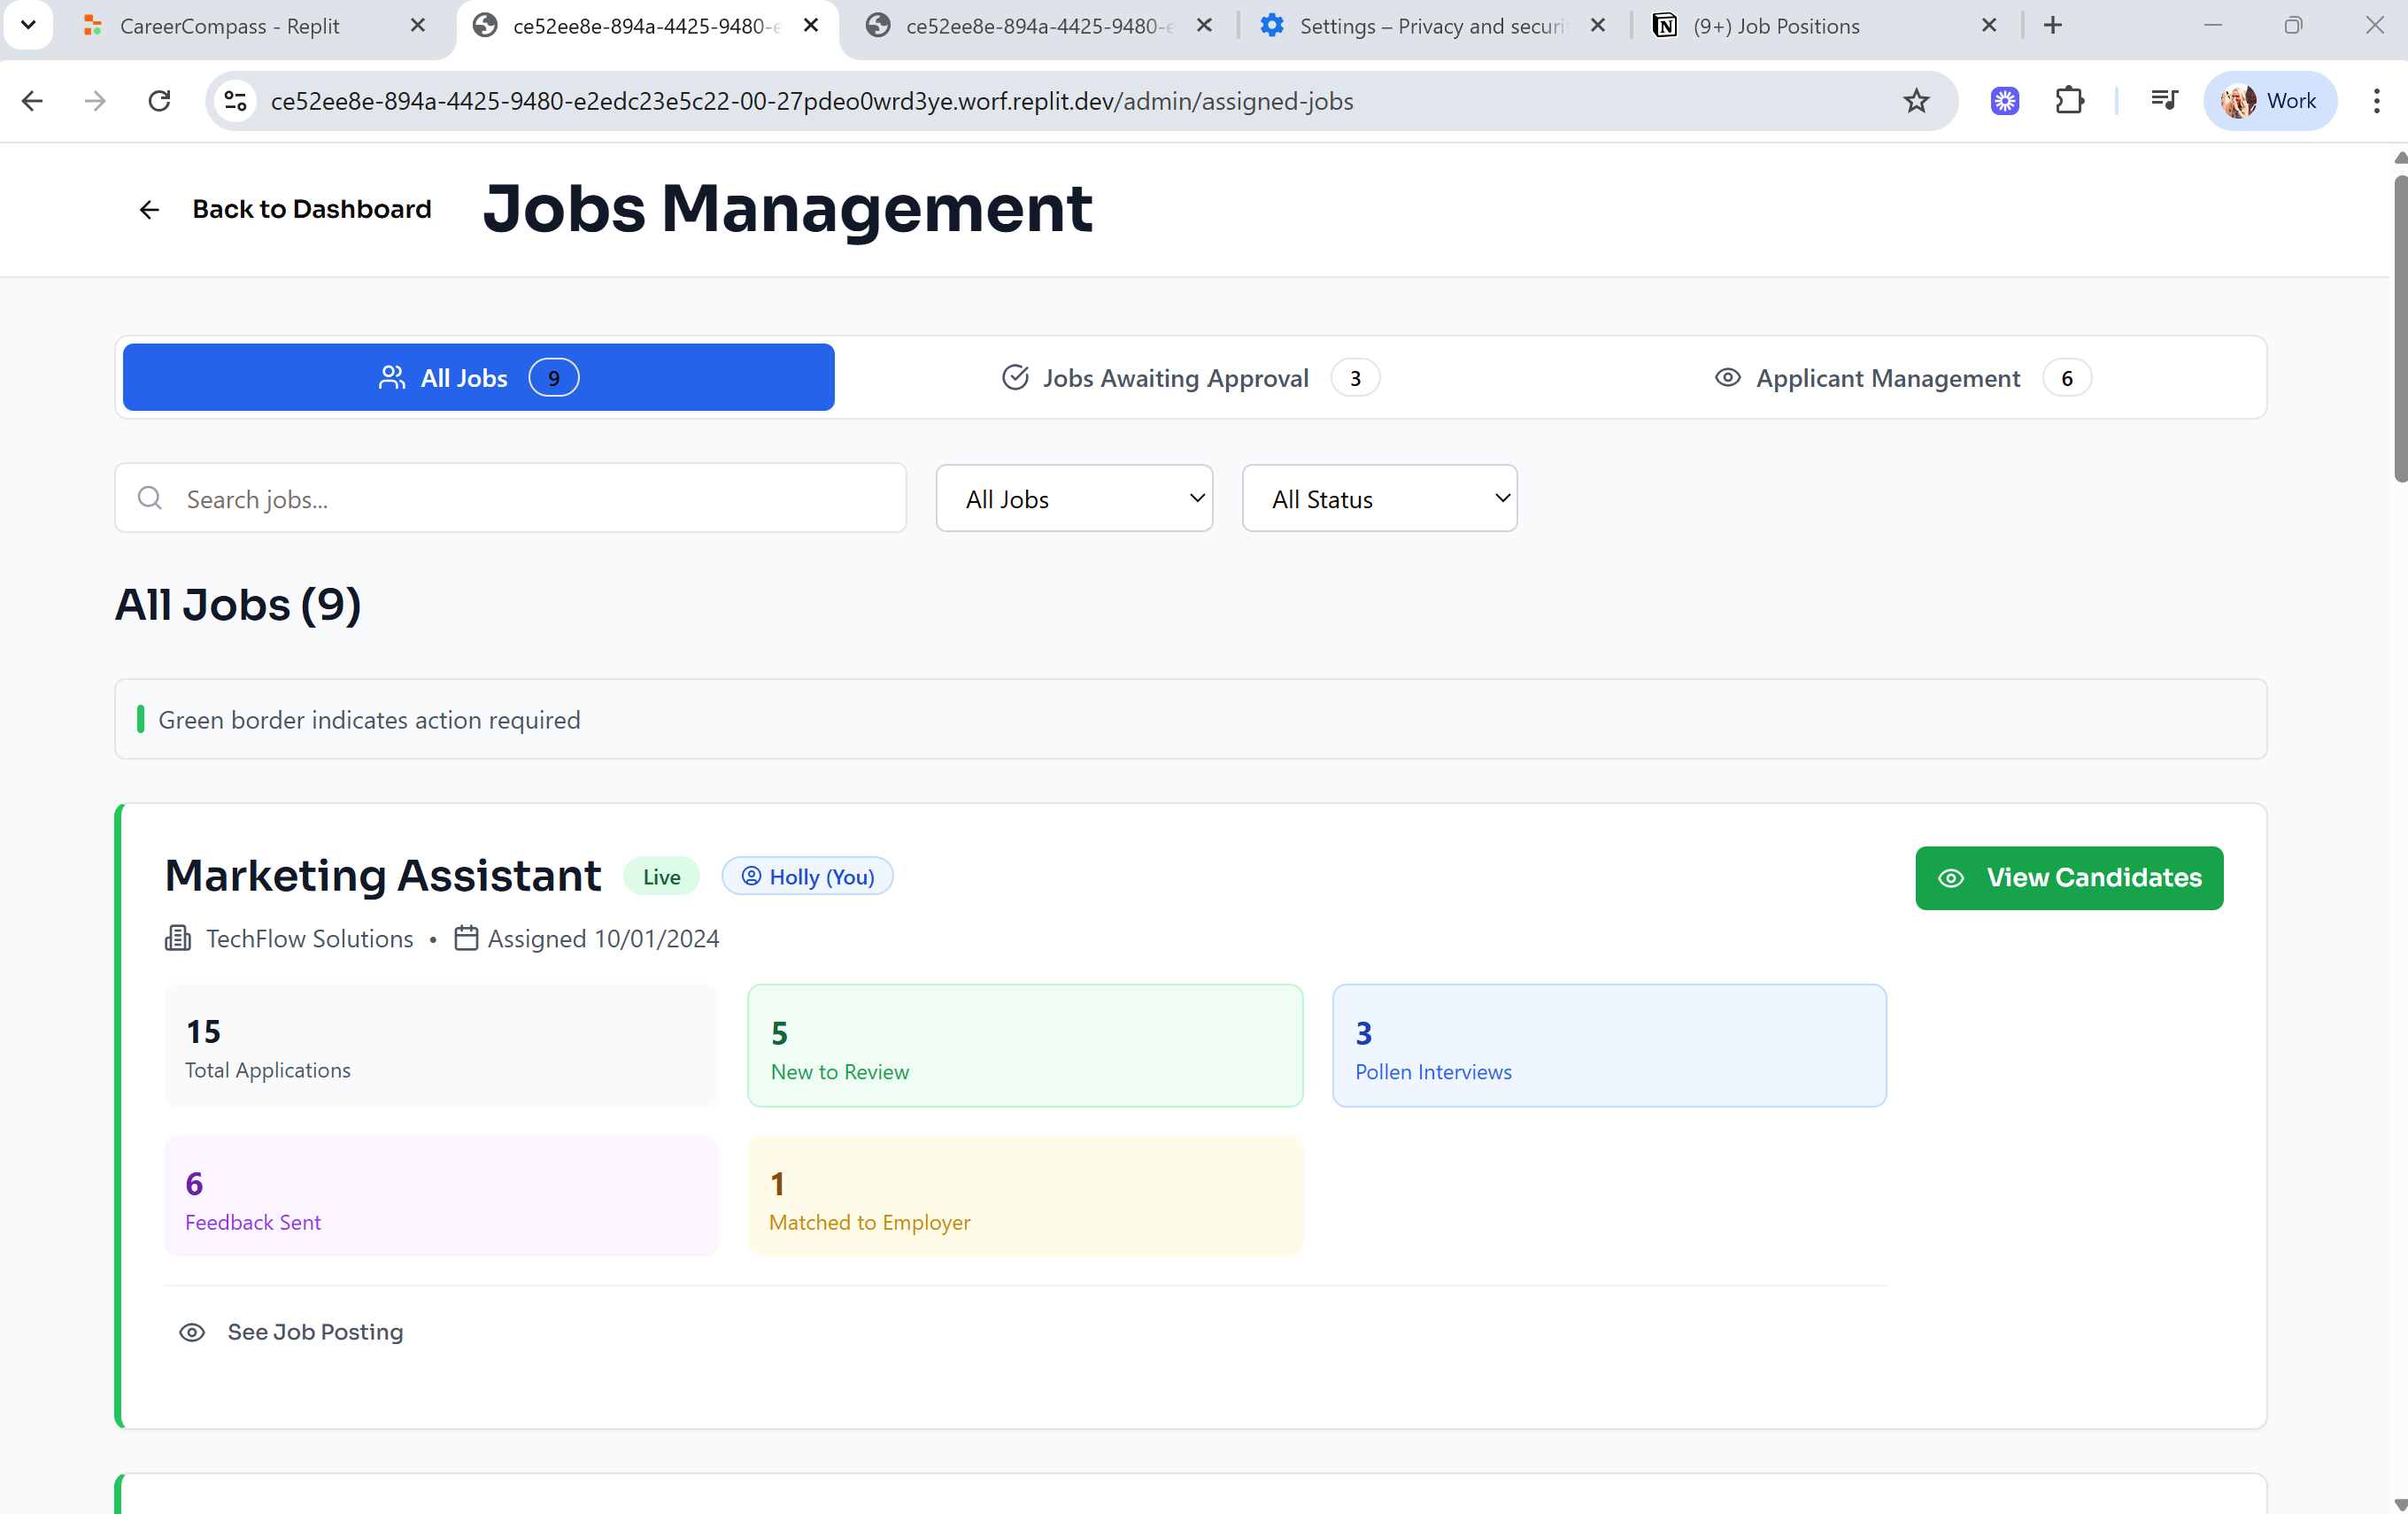 CareerCompass - Replit
ce52ee8e-894a-4425-9480-e
ce52ee8e-894a-4425-9480-e
Settings – Privacy and securi
(9+) Job Positions
ce52ee8e-894a-4425-9480-e2edc23e5c22-00-27pdeo0wrd3ye.worf.replit.dev/admin/assigned-jobs
Work
Back to Dashboard
Jobs Management
All Jobs 9
Jobs Awaiting Approval 3
Applicant Management 6
Search jobs...
All Jobs
All Status
All Jobs (9)
Green border indicates action required
Marketing Assistant
Live
Holly (You)
View Candidates
TechFlow Solutions • Assigned 10/01/2024
15
Total Applications
5
New to Review
3
Pollen Interviews
6
Feedback Sent
1
Matched to Employer
See Job Posting